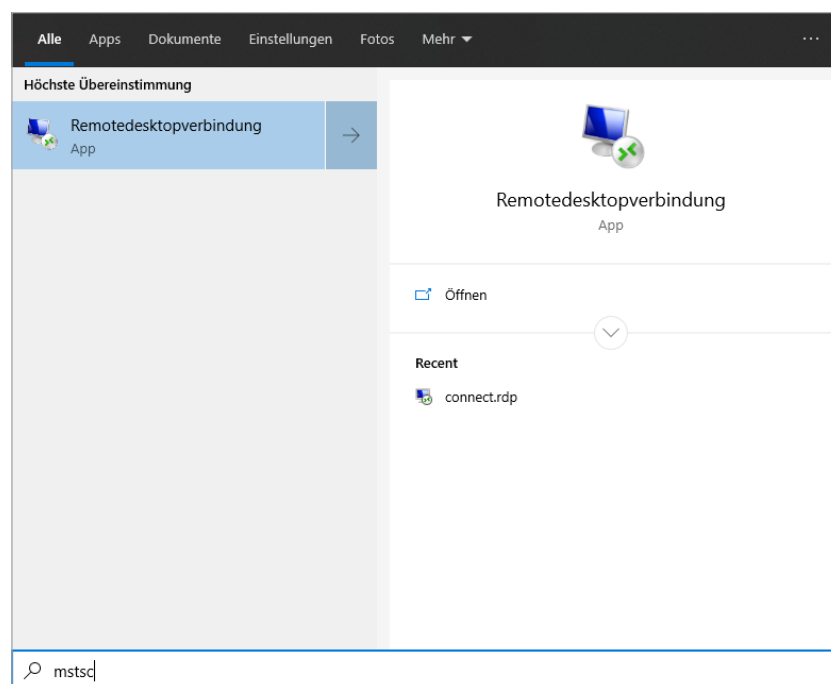 Alle Apps Dokumente Einstellungen Fotos Mehr ...
Höchste Übereinstimmung
Remotedesktopverbindung
App
Remotedesktopverbindung
App
Öffnen
Recent
connect.rdp
mstsc